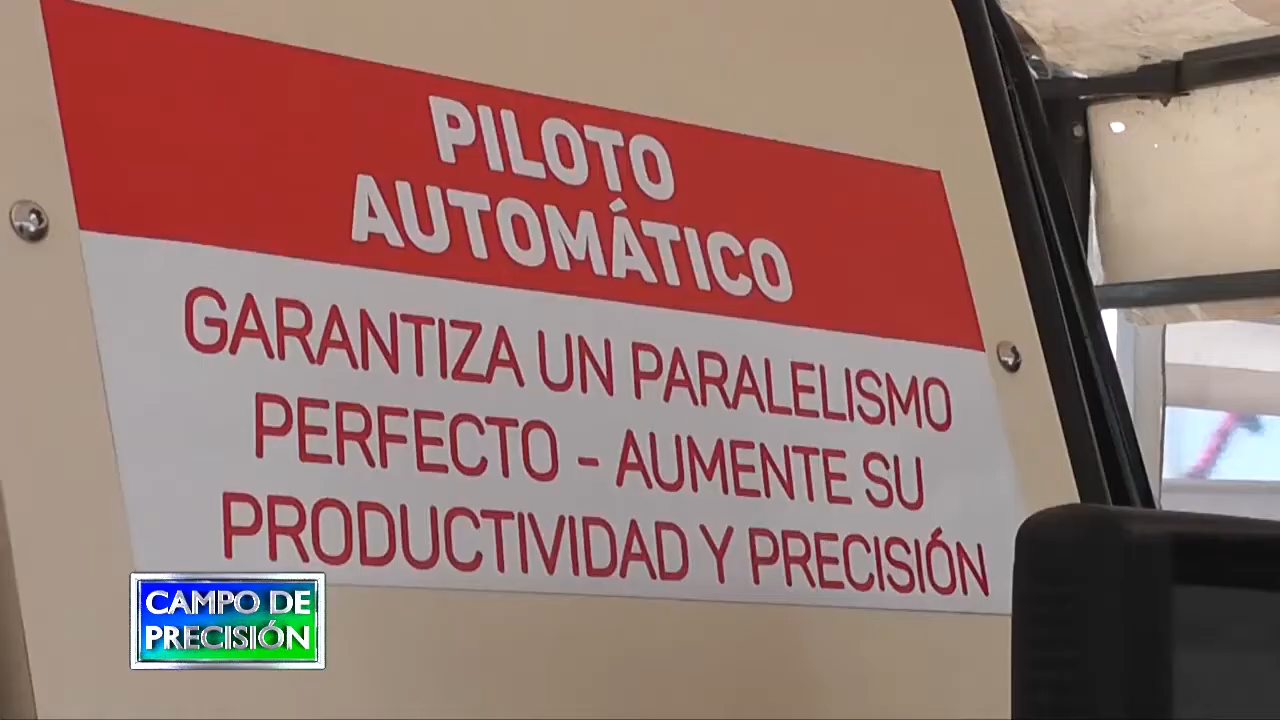 PILOTO
AUTOMÁTICO
GARANTIZA UN PARALELISMO
PERFECTO - AUMENTE SU
PRODUCTIVIDAD Y PRECISIÓN
CAMPO DE
PRECISIÓN